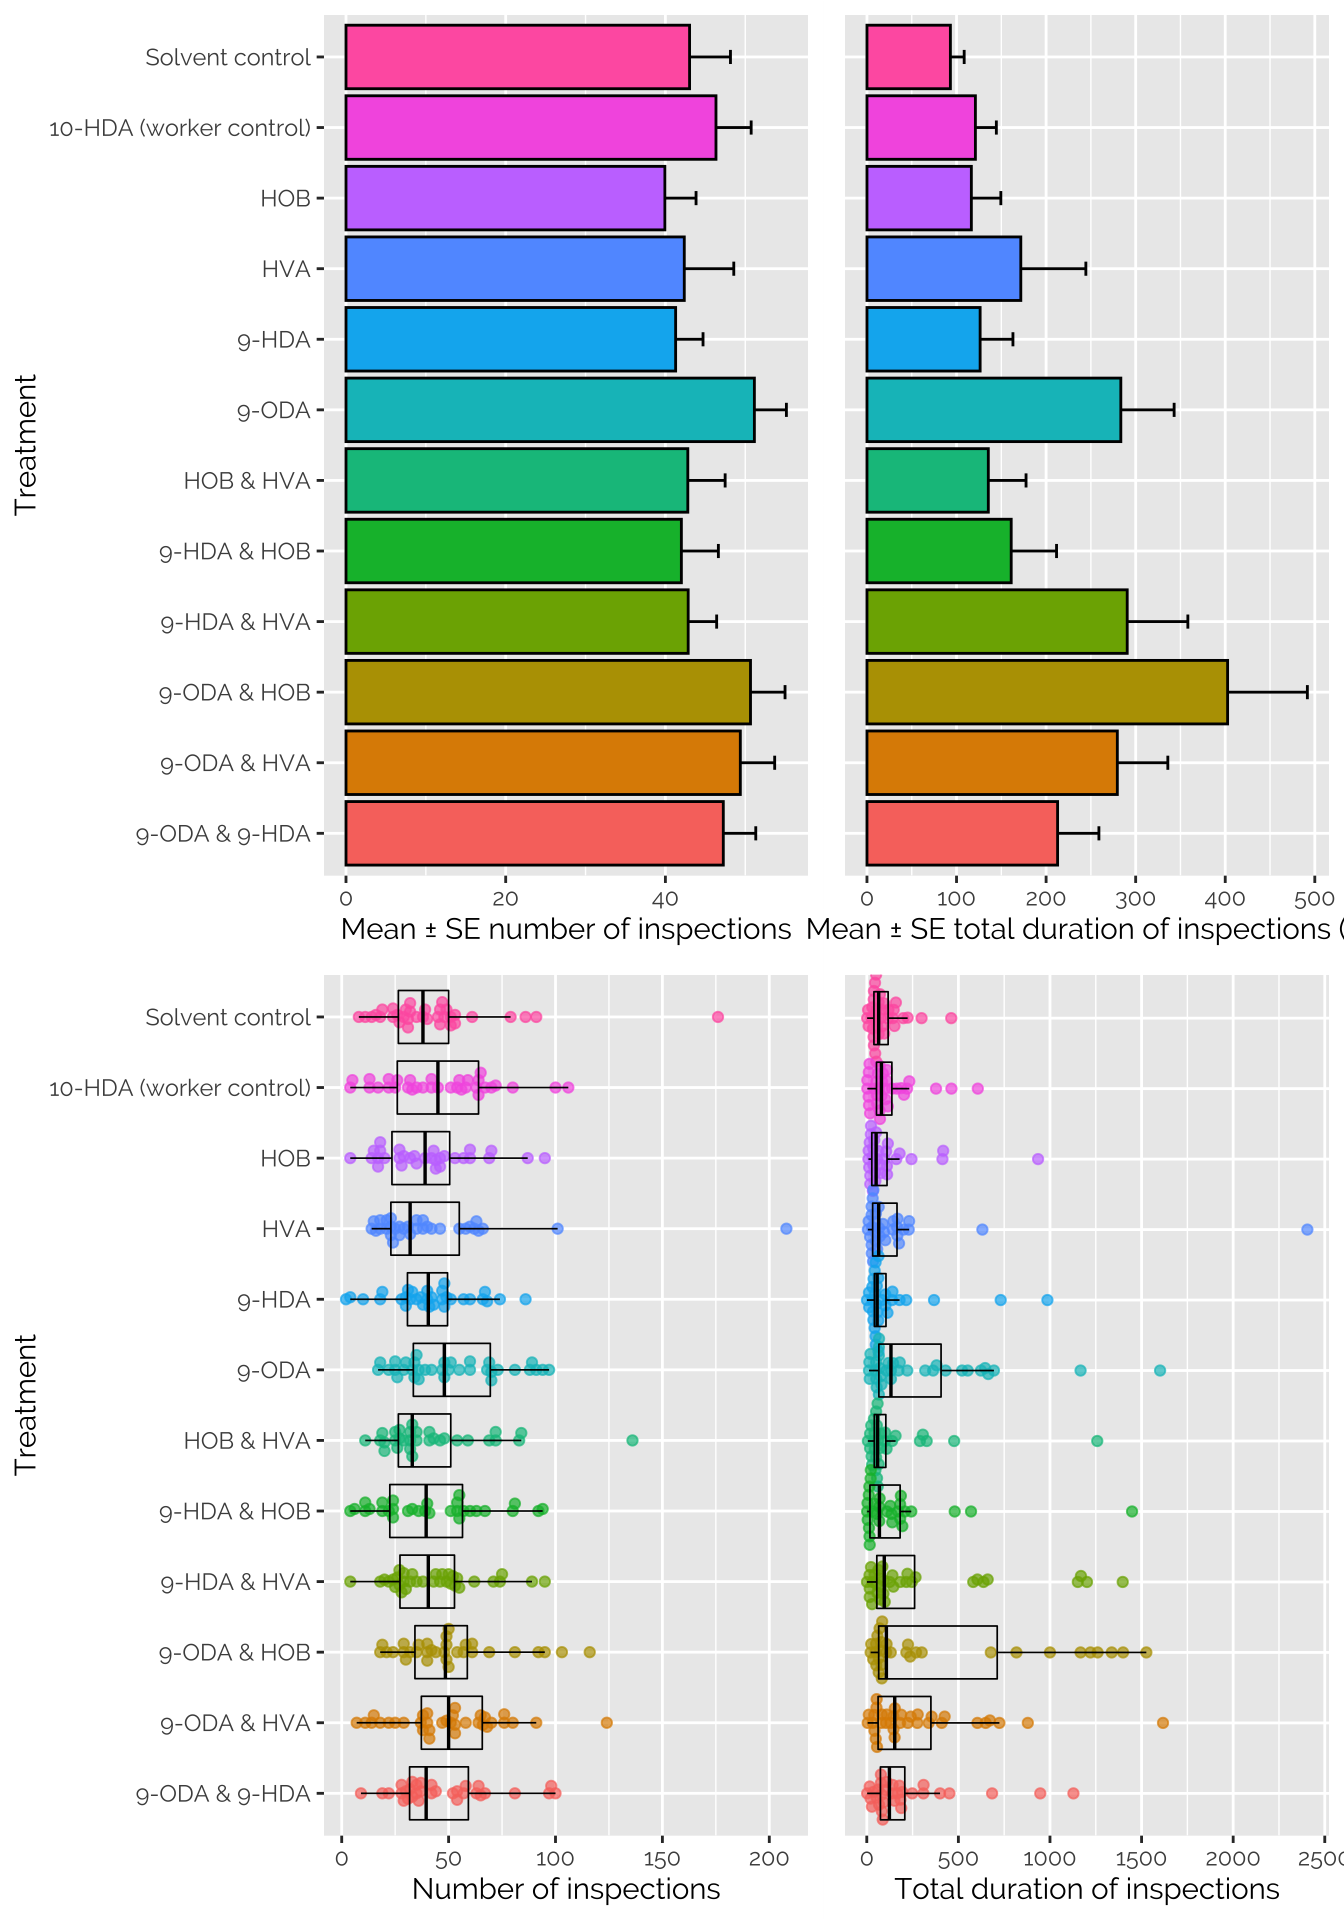 Treatment
Solvent control
10-HDA (worker control)
HOB
HVA
9-HDA
9-ODA
HOB & HVA
9-HDA & HOB
9-HDA & HVA
9-ODA & HOB
9-ODA & HVA
9-ODA & 9-HDA
0 20 40
Mean ± SE number of inspections
0 100 200 300 400 500
Mean ± SE total duration of inspections (
Treatment
Solvent control
10-HDA (worker control)
HOB
HVA
9-HDA
9-ODA
HOB & HVA
9-HDA & HOB
9-HDA & HVA
9-ODA & HOB
9-ODA & HVA
9-ODA & 9-HDA
0 50 100 150 200
Number of inspections
0 500 1000 1500 2000 2500
Total duration of inspections